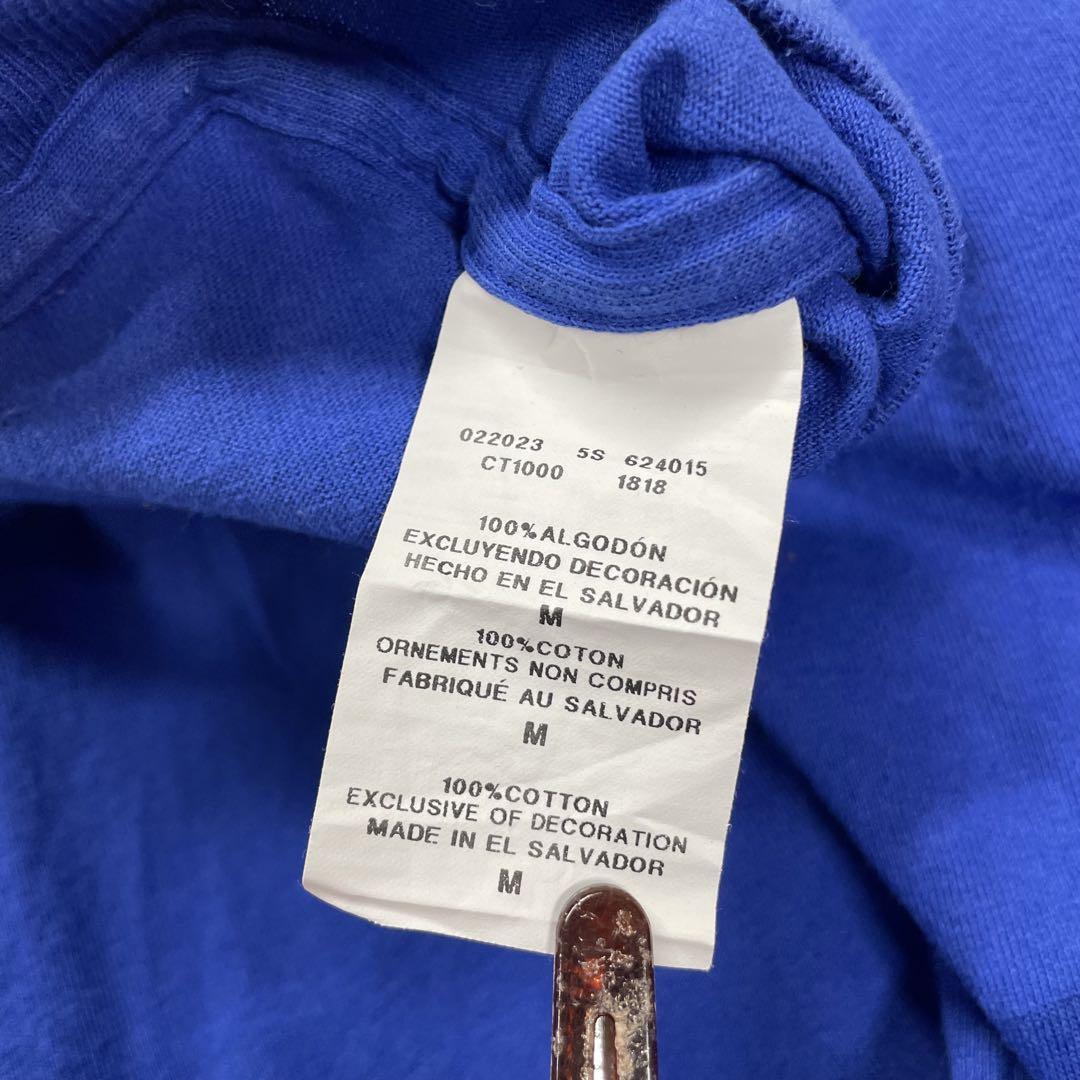 022023 5S 624015
CT1000 1818
100%ALGODÓN
EXCLUYENDO DECORACIÓN
HECHO EN EL SALVADOR
M
100%COTON
ORNEMENTS NON COMPRIS
FABRIQUÉ AU SALVADOR
M
100%COTTON
EXCLUSIVE OF DECORATION
MADE IN EL SALVADOR
M